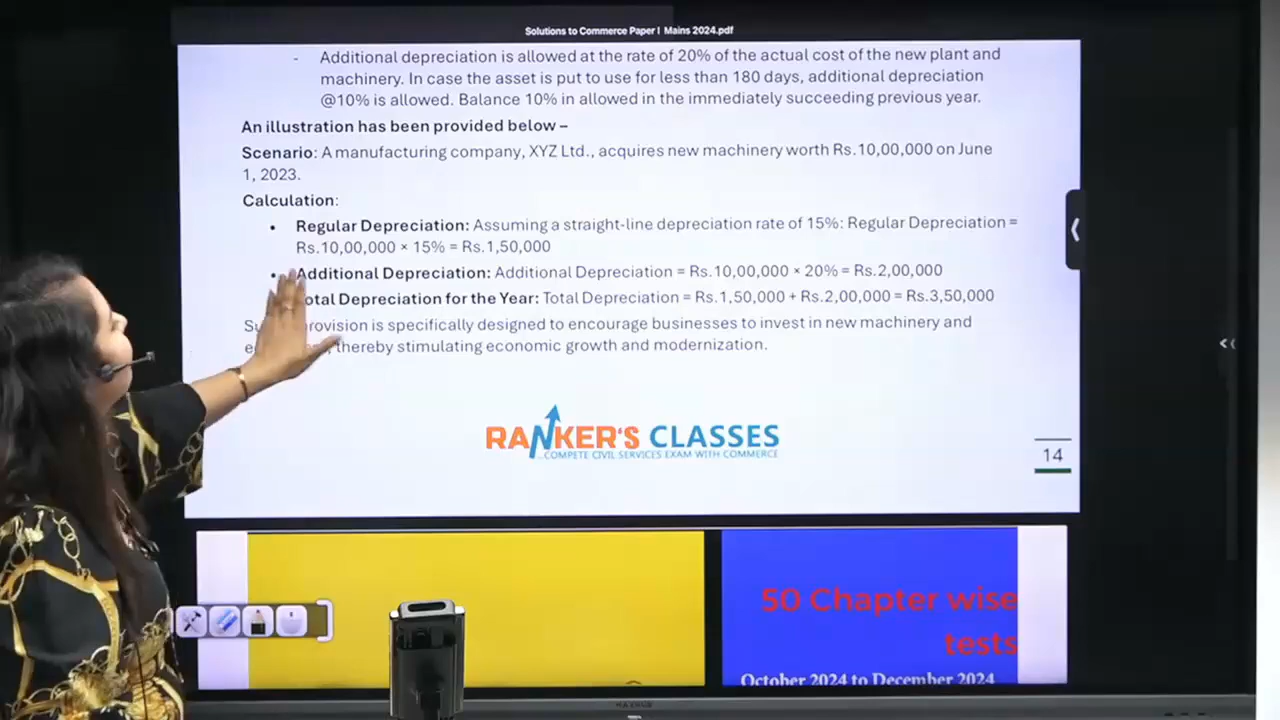 Solutions to Commerce Paper I Mains 2024.pdf
- Additional depreciation is allowed at the rate of 20% of the actual cost of the new plant and
machinery. In case the asset is put to use for less than 180 days, additional depreciation
@10% is allowed. Balance 10% in allowed in the immediately succeeding previous year.
An illustration has been provided below –
Scenario: A manufacturing company, XYZ Ltd., acquires new machinery worth Rs.10,00,000 on June
1, 2023.
Calculation:
• Regular Depreciation: Assuming a straight-line depreciation rate of 15%: Regular Depreciation =
Rs.10,00,000 × 15% = Rs.1,50,000
• Additional Depreciation: Additional Depreciation = Rs.10,00,000 × 20% = Rs.2,00,000
Depreciation for the Year: Total Depreciation = Rs.1,50,000 + Rs.2,00,000 = Rs.3,50,000
is specifically designed to encourage businesses to invest in new machinery and
thereby stimulating economic growth and modernization.
RANKER'S CLASSES
...COMPETE CIVIL SERVICES EXAM WITH COMMERCE
14
50 Chapter wise
tests
October 2024 to December 2024